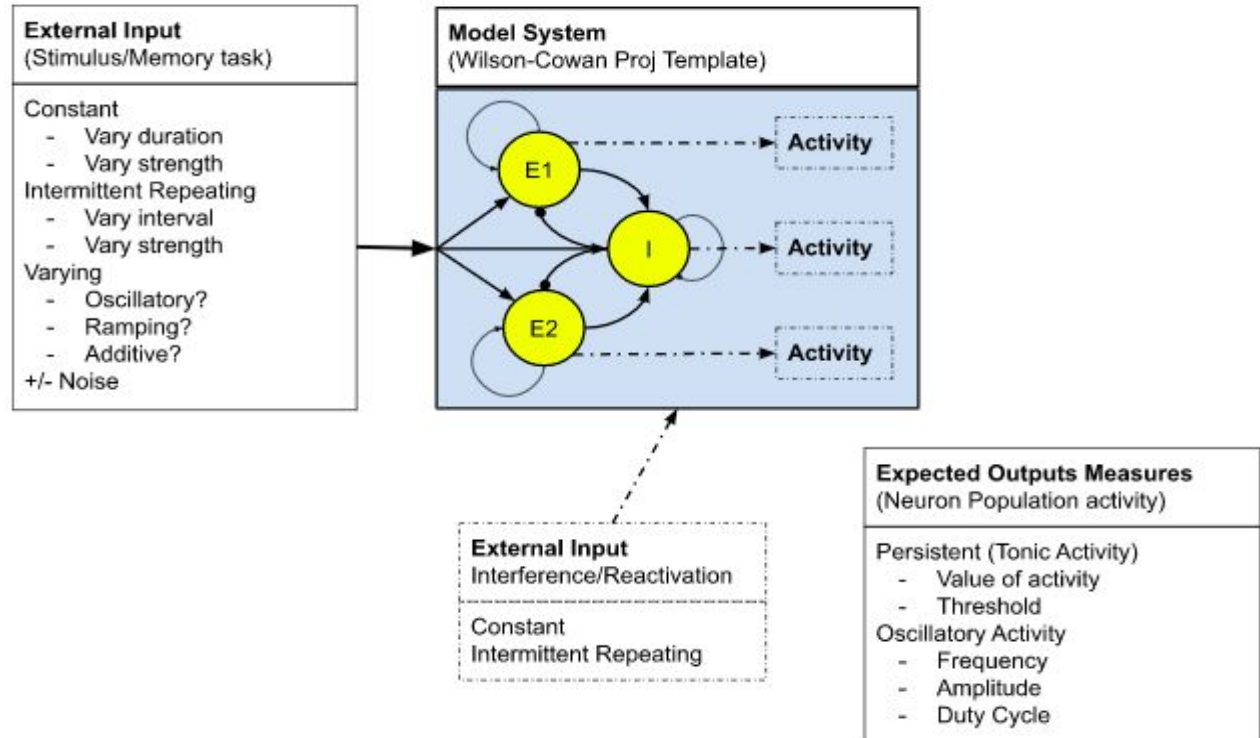 External Input
(Stimulus/Memory task)
Constant
- Vary duration
- Vary strength
Intermittent Repeating
- Vary interval
- Vary strength
Varying
- Oscillatory?
- Ramping?
- Additive?
+/- Noise
Model System
(Wilson-Cowan Proj Template)
E1
Activity
I
Activity
E2
Activity
External Input
Interference/Reactivation
Constant
Intermittent Repeating
Expected Outputs Measures
(Neuron Population activity)
Persistent (Tonic Activity)
- Value of activity
- Threshold
Oscillatory Activity
- Frequency
- Amplitude
- Duty Cycle